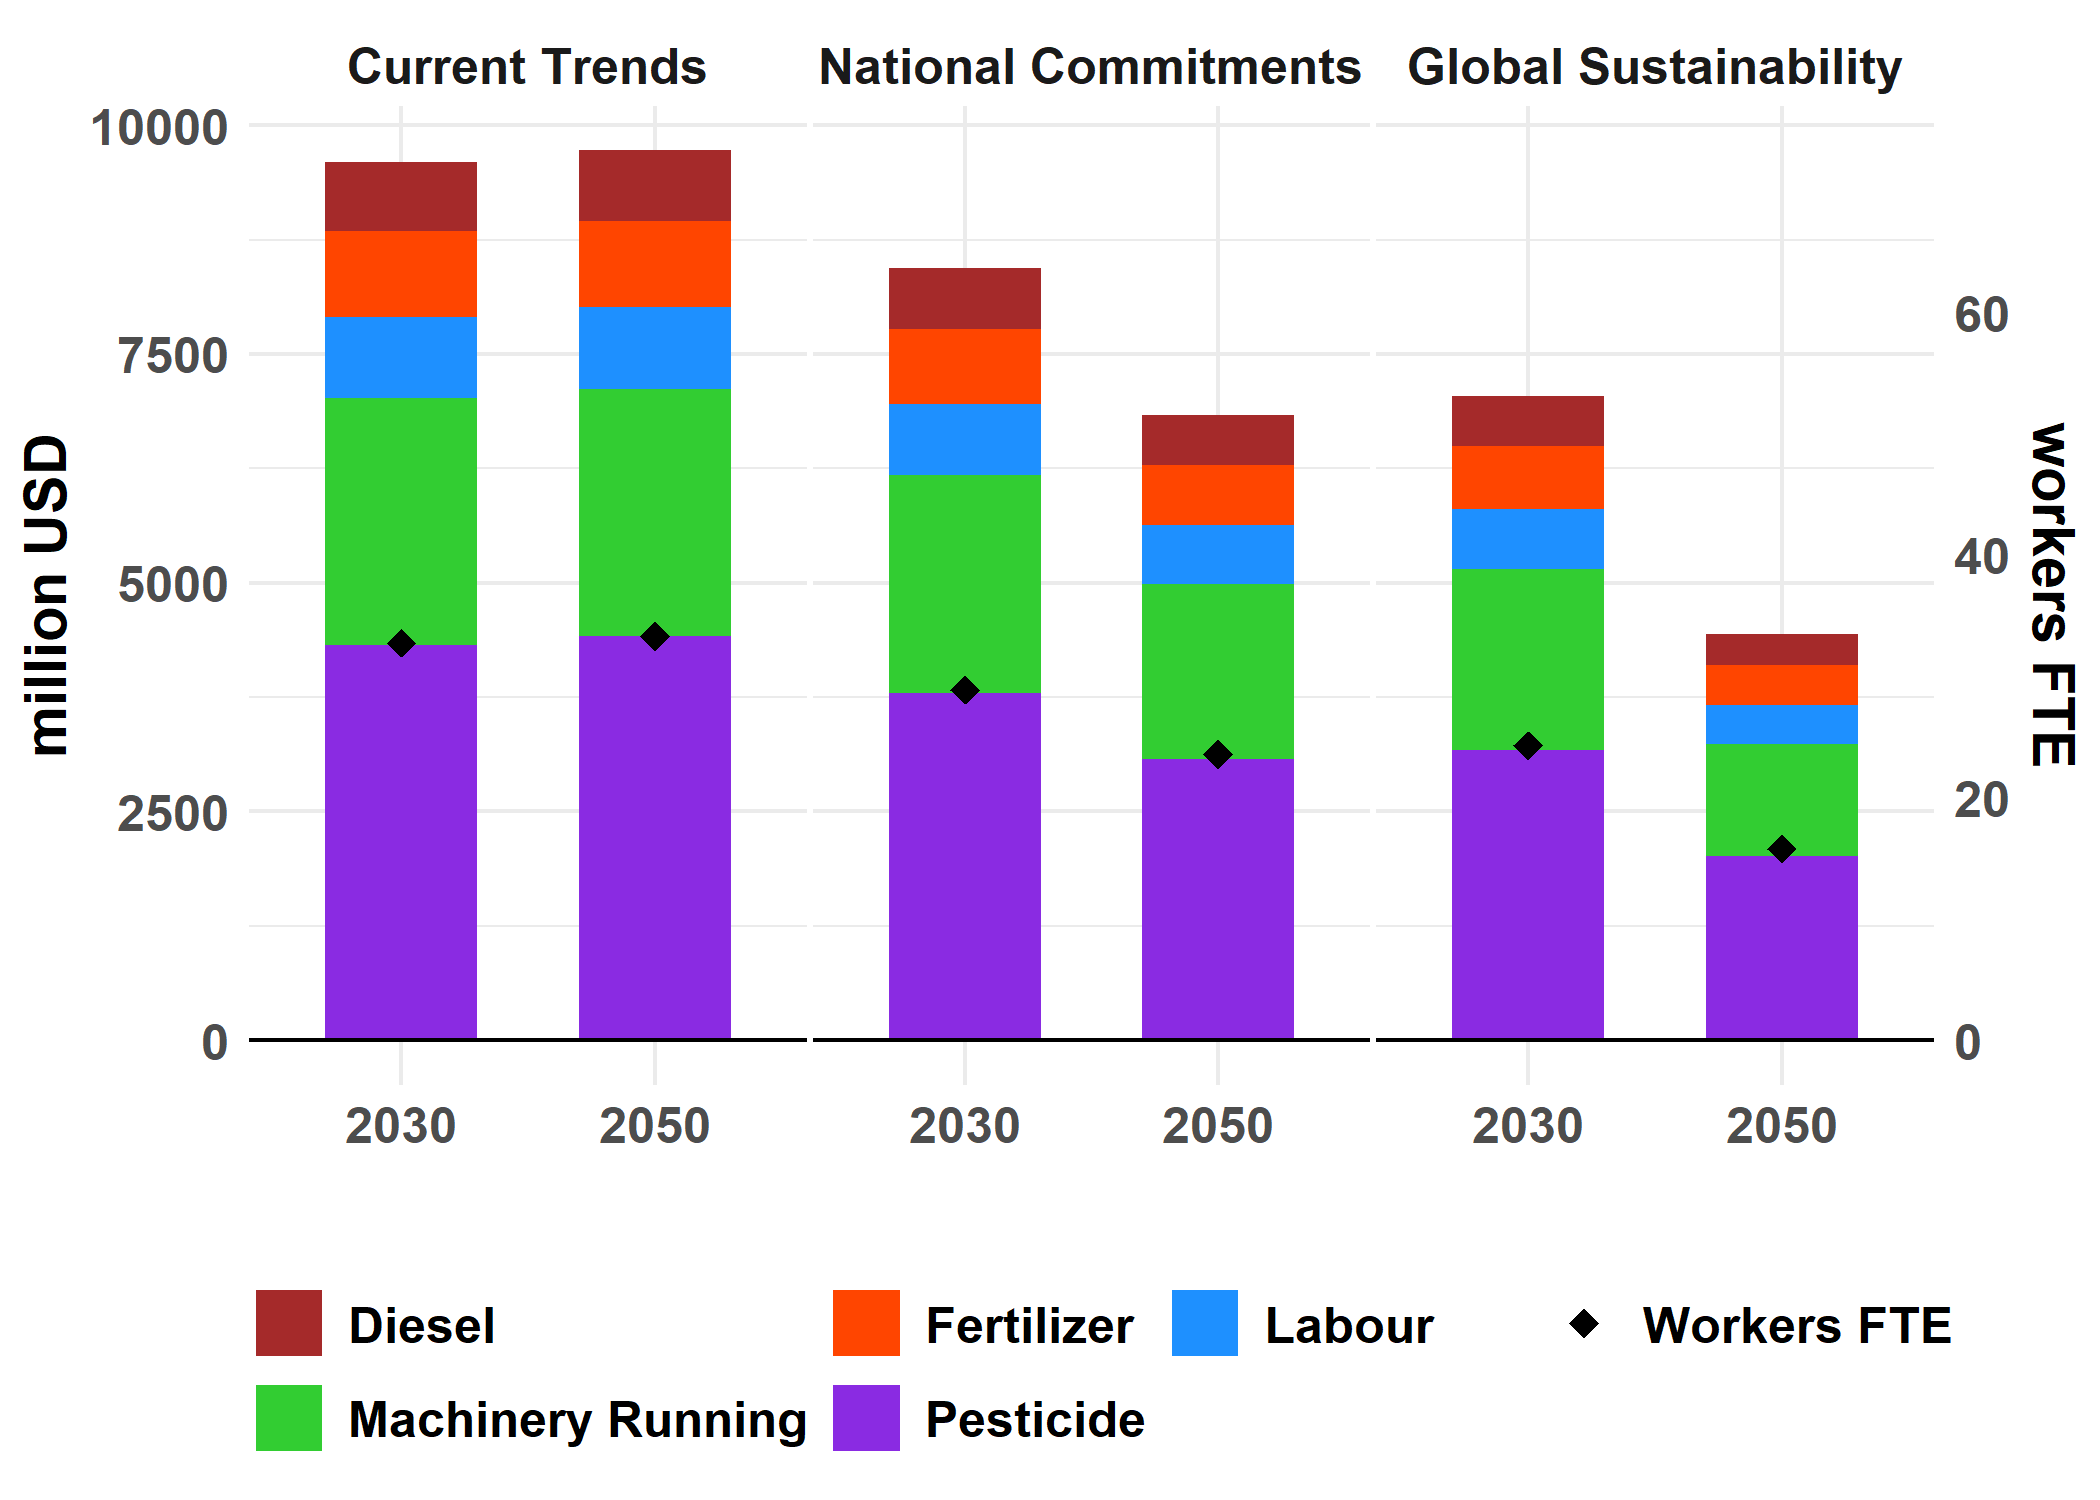 Current Trends National Commitments Global Sustainability
10000
7500
5000
2500
0
million USD
60
40
20
0
workers FTE
2030 2050 2030 2050 2030 2050
Diesel Fertilizer Labour Workers FTE
Machinery Running Pesticide